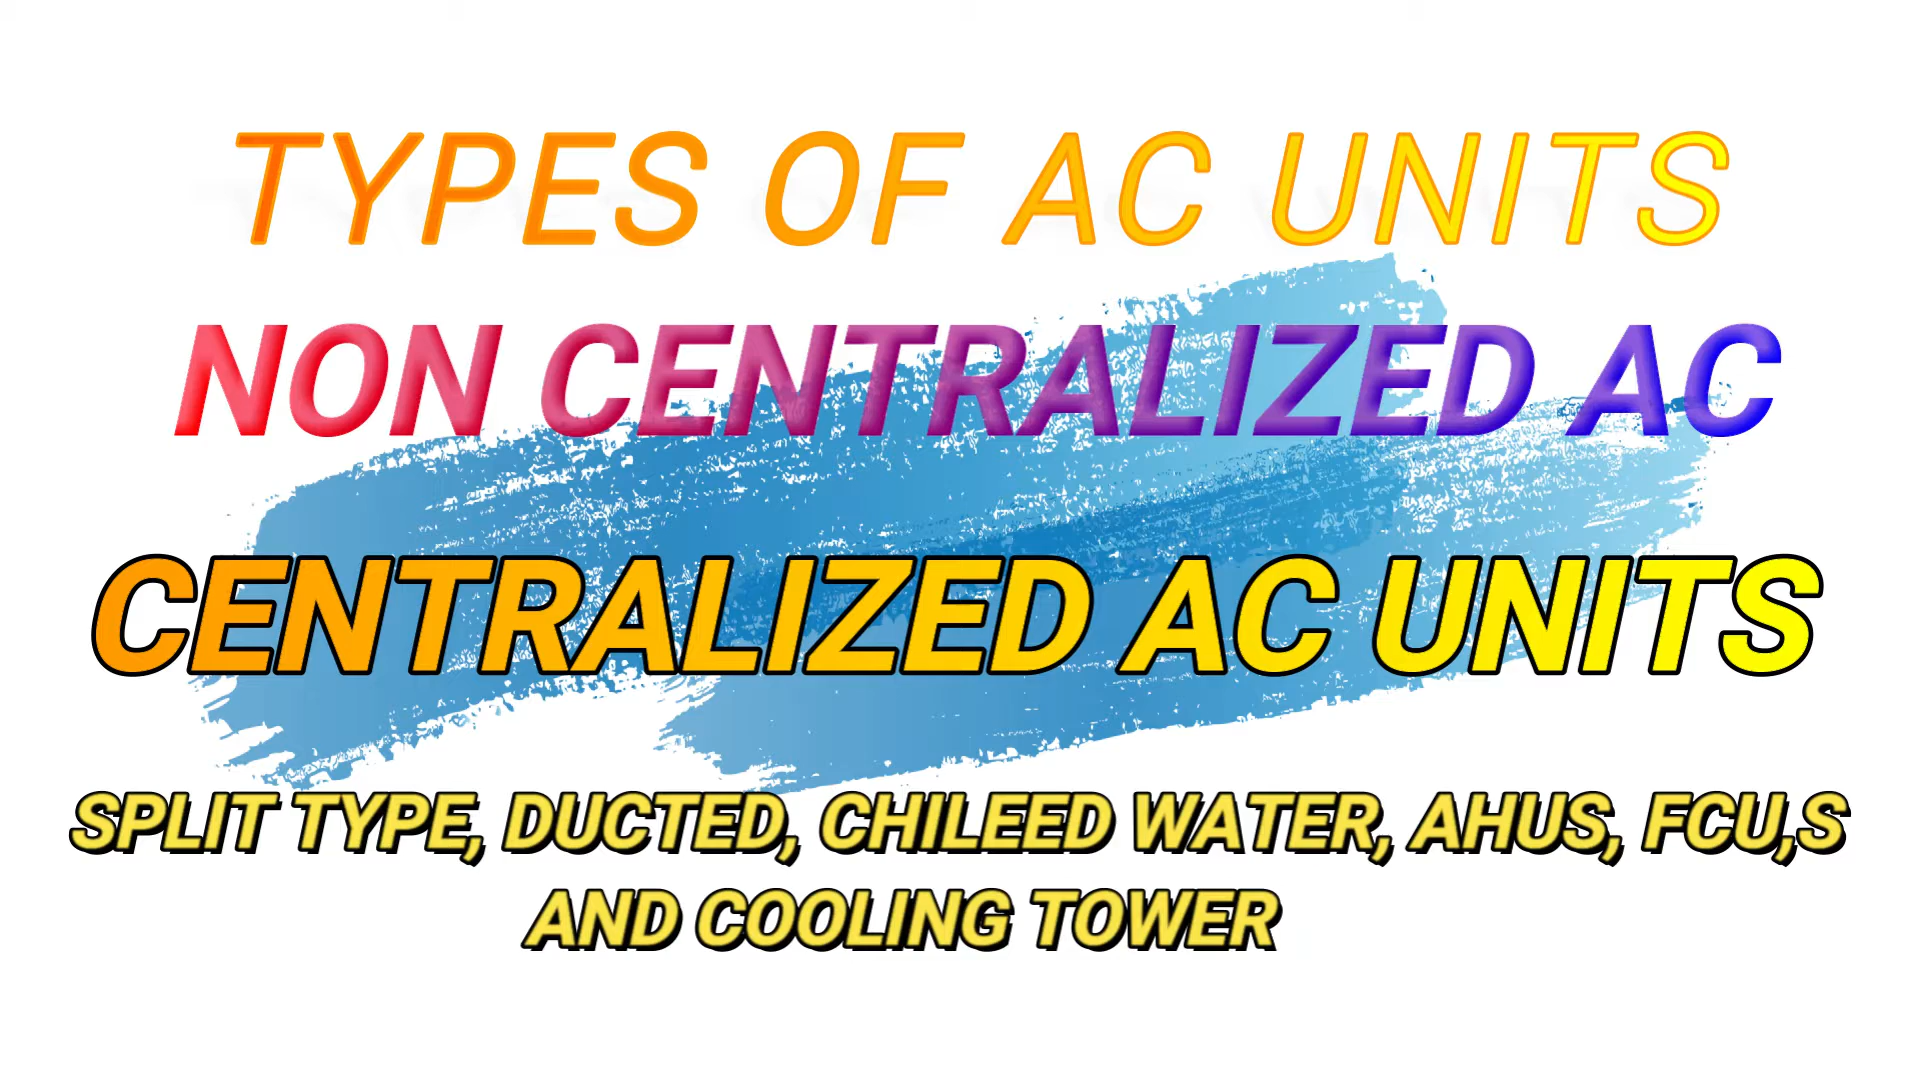 TYPES OF AC UNITS
NON CENTRALIZED AC
CENTRALIZED AC UNITS
SPLIT TYPE, DUCTED, CHILEED WATER, AHUS, FCU,S
AND COOLING TOWER